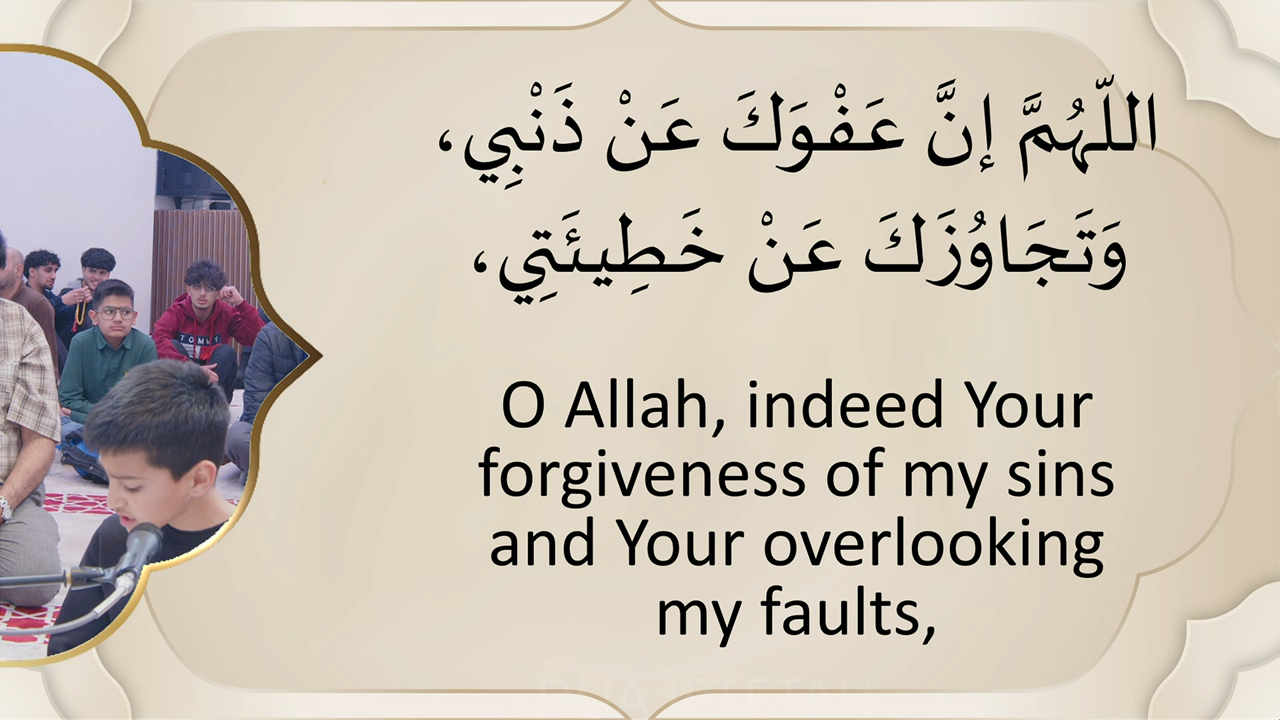 اللّهُمَّ إنَّ عَفْوَكَ عَنْ ذَنْبِي،
وَتَجَاوُزَكَ عَنْ خَطِيئَتِي،
O Allah, indeed Your
forgiveness of my sins
and Your overlooking
my faults,
TOMMY